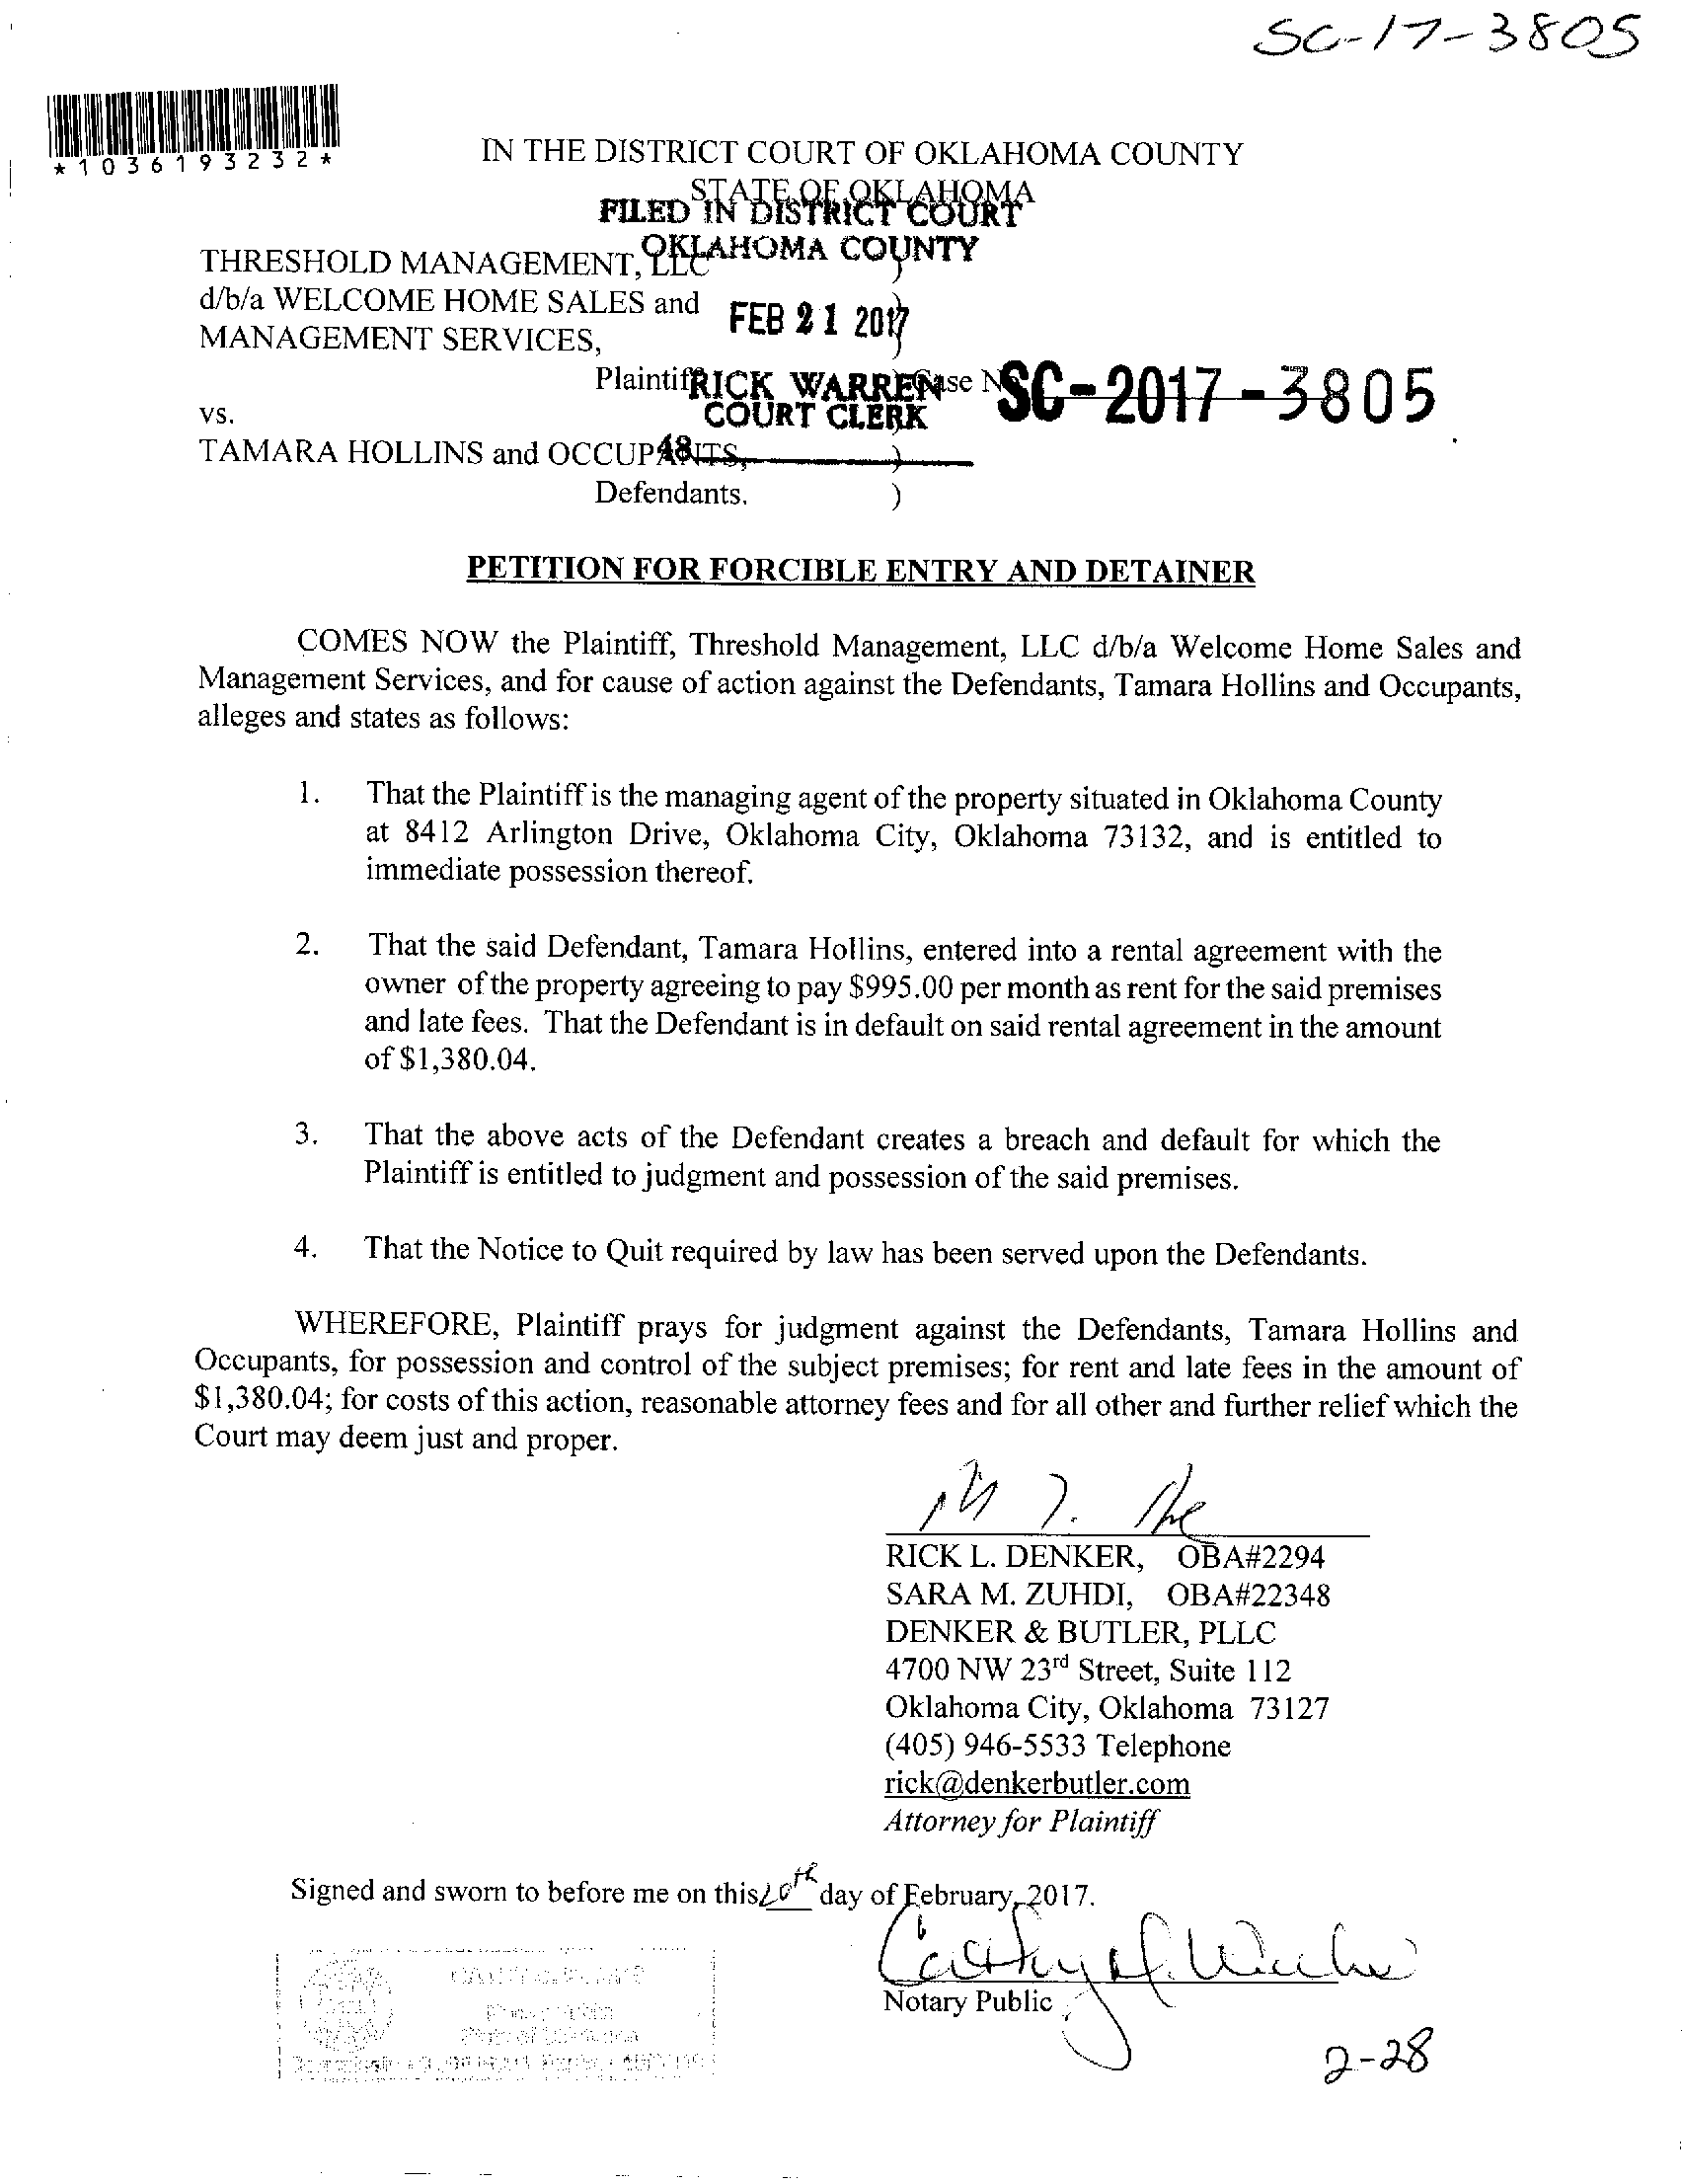 SC-17-3805
*1036193232*
IN THE DISTRICT COURT OF OKLAHOMA COUNTY
STATE OF OKLAHOMA
FILED IN DISTRICT COURT
OKLAHOMA COUNTY
THRESHOLD MANAGEMENT, LLC )
d/b/a WELCOME HOME SALES and )
FEB 21 2017
MANAGEMENT SERVICES, )
Plaintiff, ) Case No. SC-2017-3805
RICK WARREN
COURT CLERK
vs. )
TAMARA HOLLINS and OCCUPANTS, )
48
Defendants. )
PETITION FOR FORCIBLE ENTRY AND DETAINER
COMES NOW the Plaintiff, Threshold Management, LLC d/b/a Welcome Home Sales and
Management Services, and for cause of action against the Defendants, Tamara Hollins and Occupants,
alleges and states as follows:
1. That the Plaintiff is the managing agent of the property situated in Oklahoma County
at 8412 Arlington Drive, Oklahoma City, Oklahoma 73132, and is entitled to
immediate possession thereof.
2. That the said Defendant, Tamara Hollins, entered into a rental agreement with the
owner of the property agreeing to pay $995.00 per month as rent for the said premises
and late fees. That the Defendant is in default on said rental agreement in the amount
of $1,380.04.
3. That the above acts of the Defendant creates a breach and default for which the
Plaintiff is entitled to judgment and possession of the said premises.
4. That the Notice to Quit required by law has been served upon the Defendants.
WHEREFORE, Plaintiff prays for judgment against the Defendants, Tamara Hollins and
Occupants, for possession and control of the subject premises; for rent and late fees in the amount of
$1,380.04; for costs of this action, reasonable attorney fees and for all other and further relief which the
Court may deem just and proper.
RICK L. DENKER, OBA#2294
SARA M. ZUHDI, OBA#22348
DENKER & BUTLER, PLLC
4700 NW 23rd Street, Suite 112
Oklahoma City, Oklahoma 73127
(405) 946-5533 Telephone
rick@denkerbutler.com
Attorney for Plaintiff
Signed and sworn to before me on this 20th day of February, 2017.
Notary Public
2-28